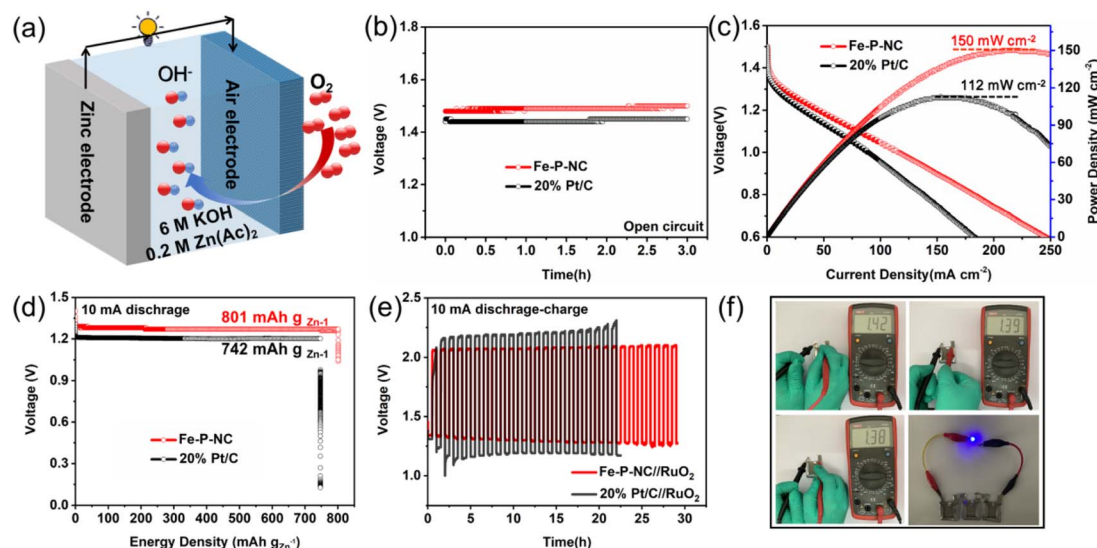 (a)
OH-
O2
Zinc electrode
Air electrode
6 M KOH
0.2 M Zn(Ac)2
(b)
1.8
1.6
1.4
1.2
1.0
Voltage (V)
Fe-P-NC
20% Pt/C
Open circuit
0.0 0.5 1.0 1.5 2.0 2.5 3.0
Time(h)
(c)
1.6
1.4
1.2
1.0
0.8
0.6
Voltage(V)
Fe-P-NC
20% Pt/C
150 mW cm-2
112 mW cm-2
180
150
120
90
60
30
0
Power Density(mW cm-2)
0 50 100 150 200 250
Current Density(mA cm-2)
(d)
1.5
1.2
0.9
0.6
0.3
0.0
Voltage (V)
10 mA dischrage
801 mAh g Zn-1
742 mAh g Zn-1
Fe-P-NC
20% Pt/C
0 100 200 300 400 500 600 700 800
Energy Density (mAh gZn-1)
(e)
2.5
2.0
1.5
1.0
Voltage (V)
10 mA dischrage-charge
Fe-P-NC//RuO2
20% Pt/C//RuO2
0 5 10 15 20 25 30
Time(h)
(f)
1.42
1.39
1.38